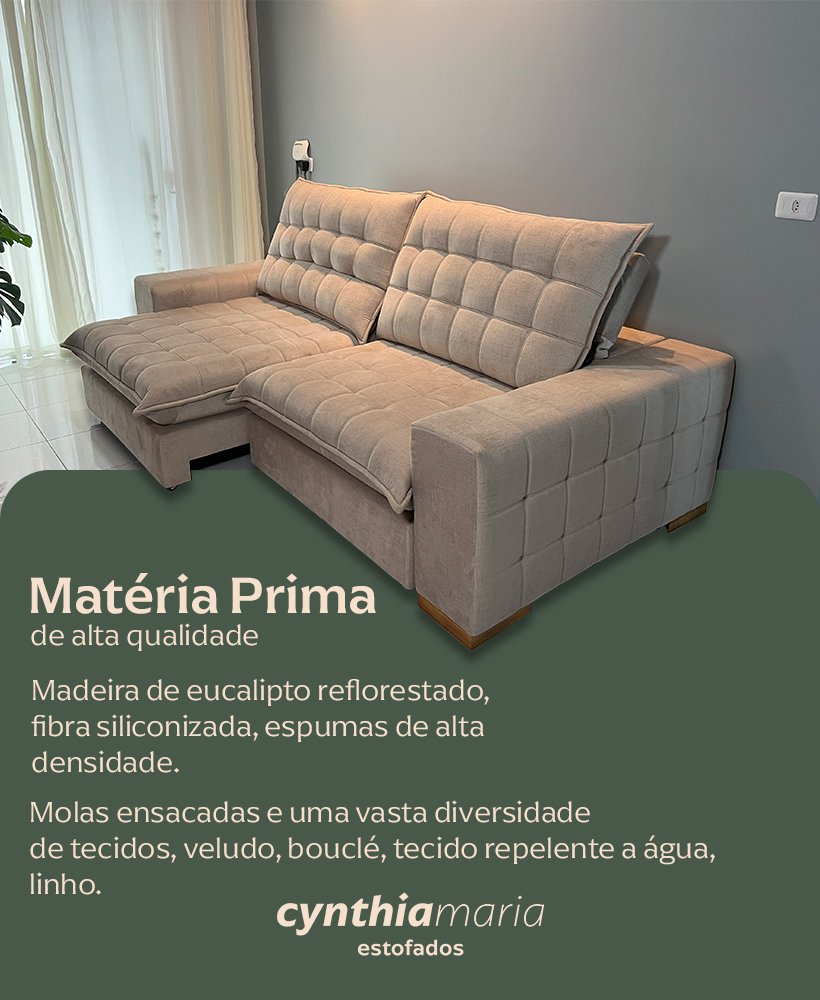 Matéria Prima
de alta qualidade
Madeira de eucalipto reflorestado,
fibra siliconizada, espumas de alta
densidade.
Molas ensacadas e uma vasta diversidade
de tecidos, veludo, bouclé, tecido repelente a água,
linho.
cynthiamaria
estofados